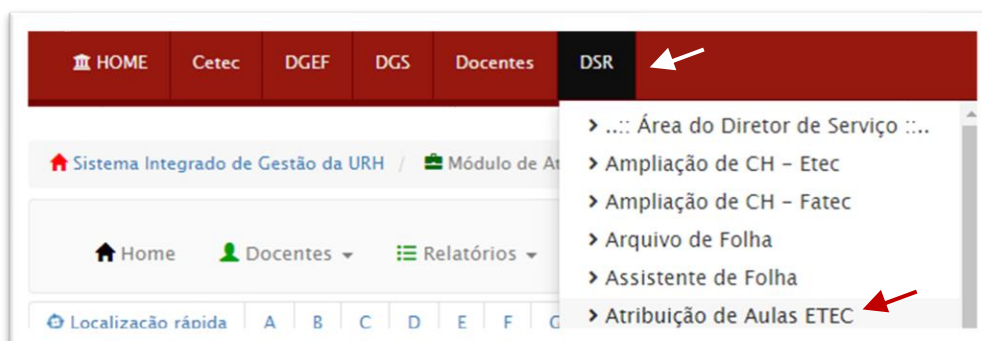 HOME Cetec DGEF DGS Docentes DSR
..:: Área do Diretor de Serviço ::..
Ampliação de CH – Etec
Ampliação de CH – Fatec
Arquivo de Folha
Assistente de Folha
Atribuição de Aulas ETEC
Sistema Integrado de Gestão da URH / Módulo de At
Home Docentes Relatórios
Localização rápida A B C D E F G